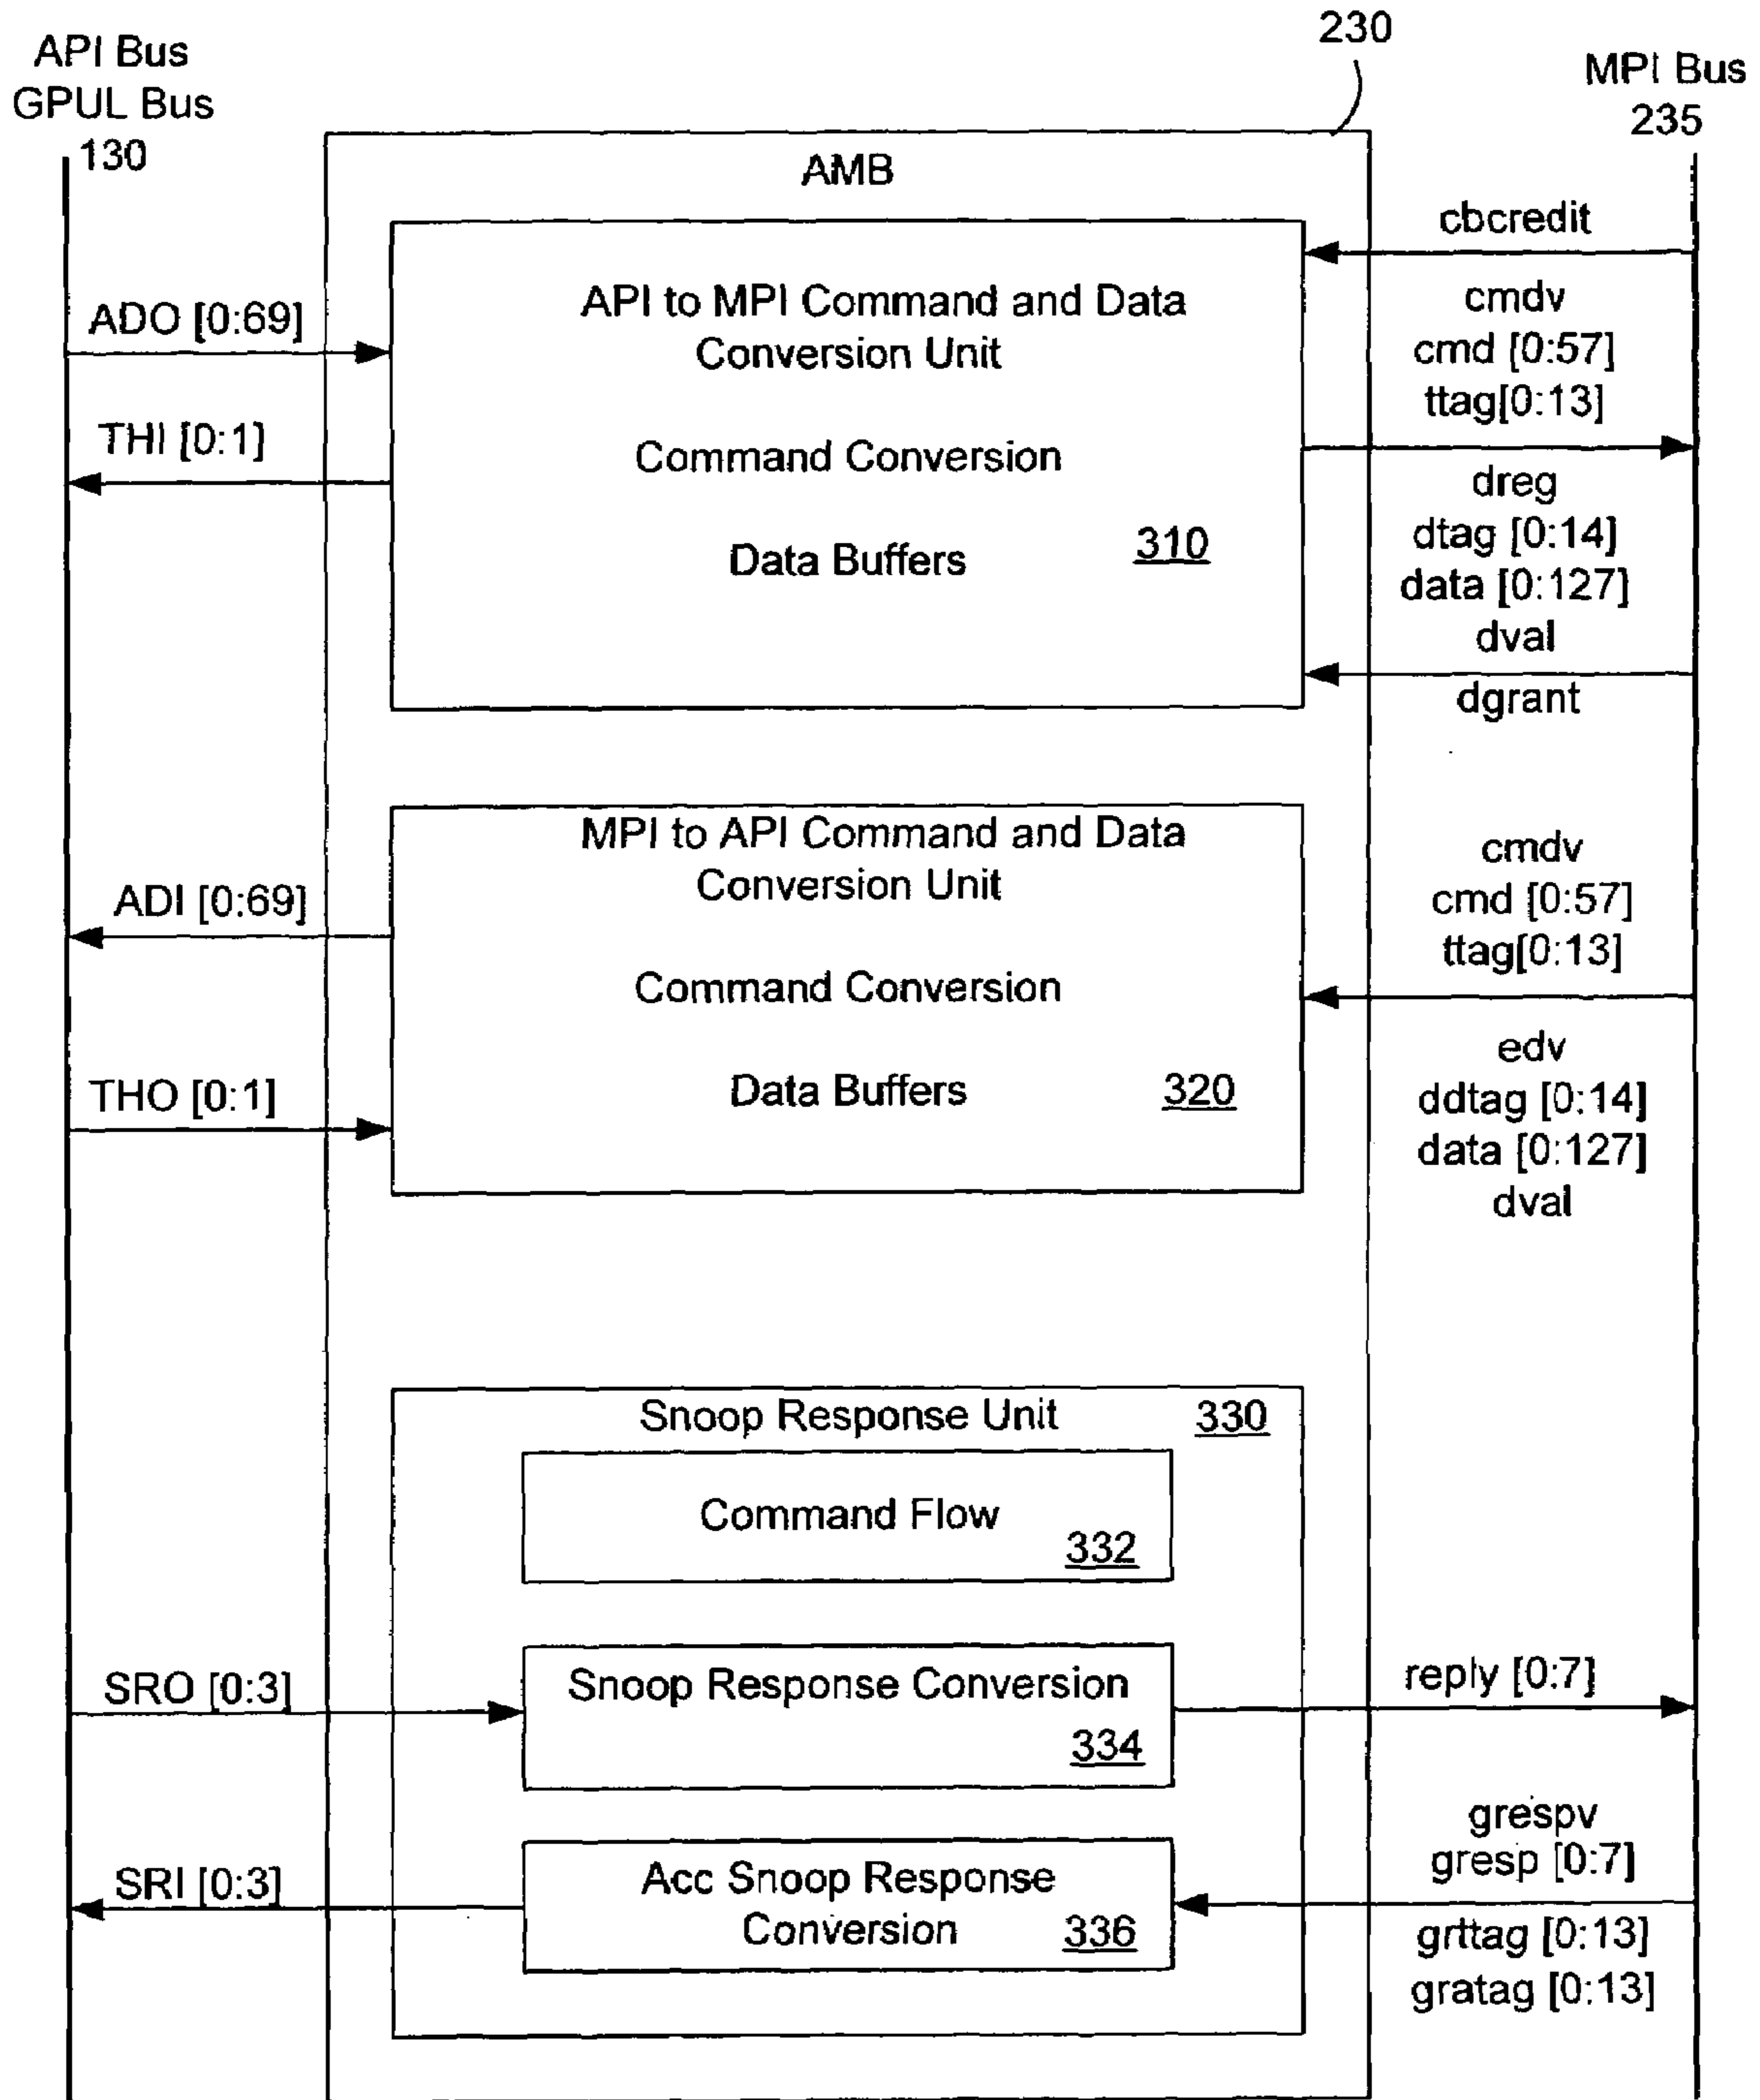 230
API Bus
GPUL Bus
130
MPI Bus
235
AMB
cbcredit
ADO [0:69]
THI [0:1]
API to MPI Command and Data
Conversion Unit
Command Conversion
Data Buffers
310
cmdv
cmd [0:57]
ttag[0:13]
dreg
dtag [0:14]
data [0:127]
dval
dgrant
MPI to API Command and Data
Conversion Unit
ADI [0:69]
Command Conversion
THO [0:1]
Data Buffers
320
cmdv
cmd [0:57]
ttag[0:13]
edv
ddtag [0:14]
data [0:127]
dval
Snoop Response Unit
330
Command Flow
332
SRO [0:3]
Snoop Response Conversion
334
reply [0:7]
SRI [0:3]
Acc Snoop Response
Conversion
336
grespv
gresp [0:7]
grttag [0:13]
gratag [0:13]